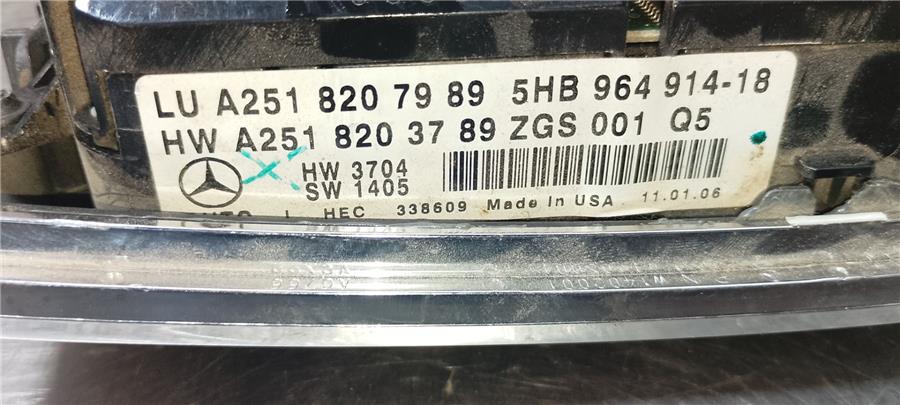 LU A251 820 79 89 5HB 964 914-18
HW A251 820 37 89 ZGS 001 Q5
HW 3704
SW 1405
HEC 338609 Made In USA 11.01.06